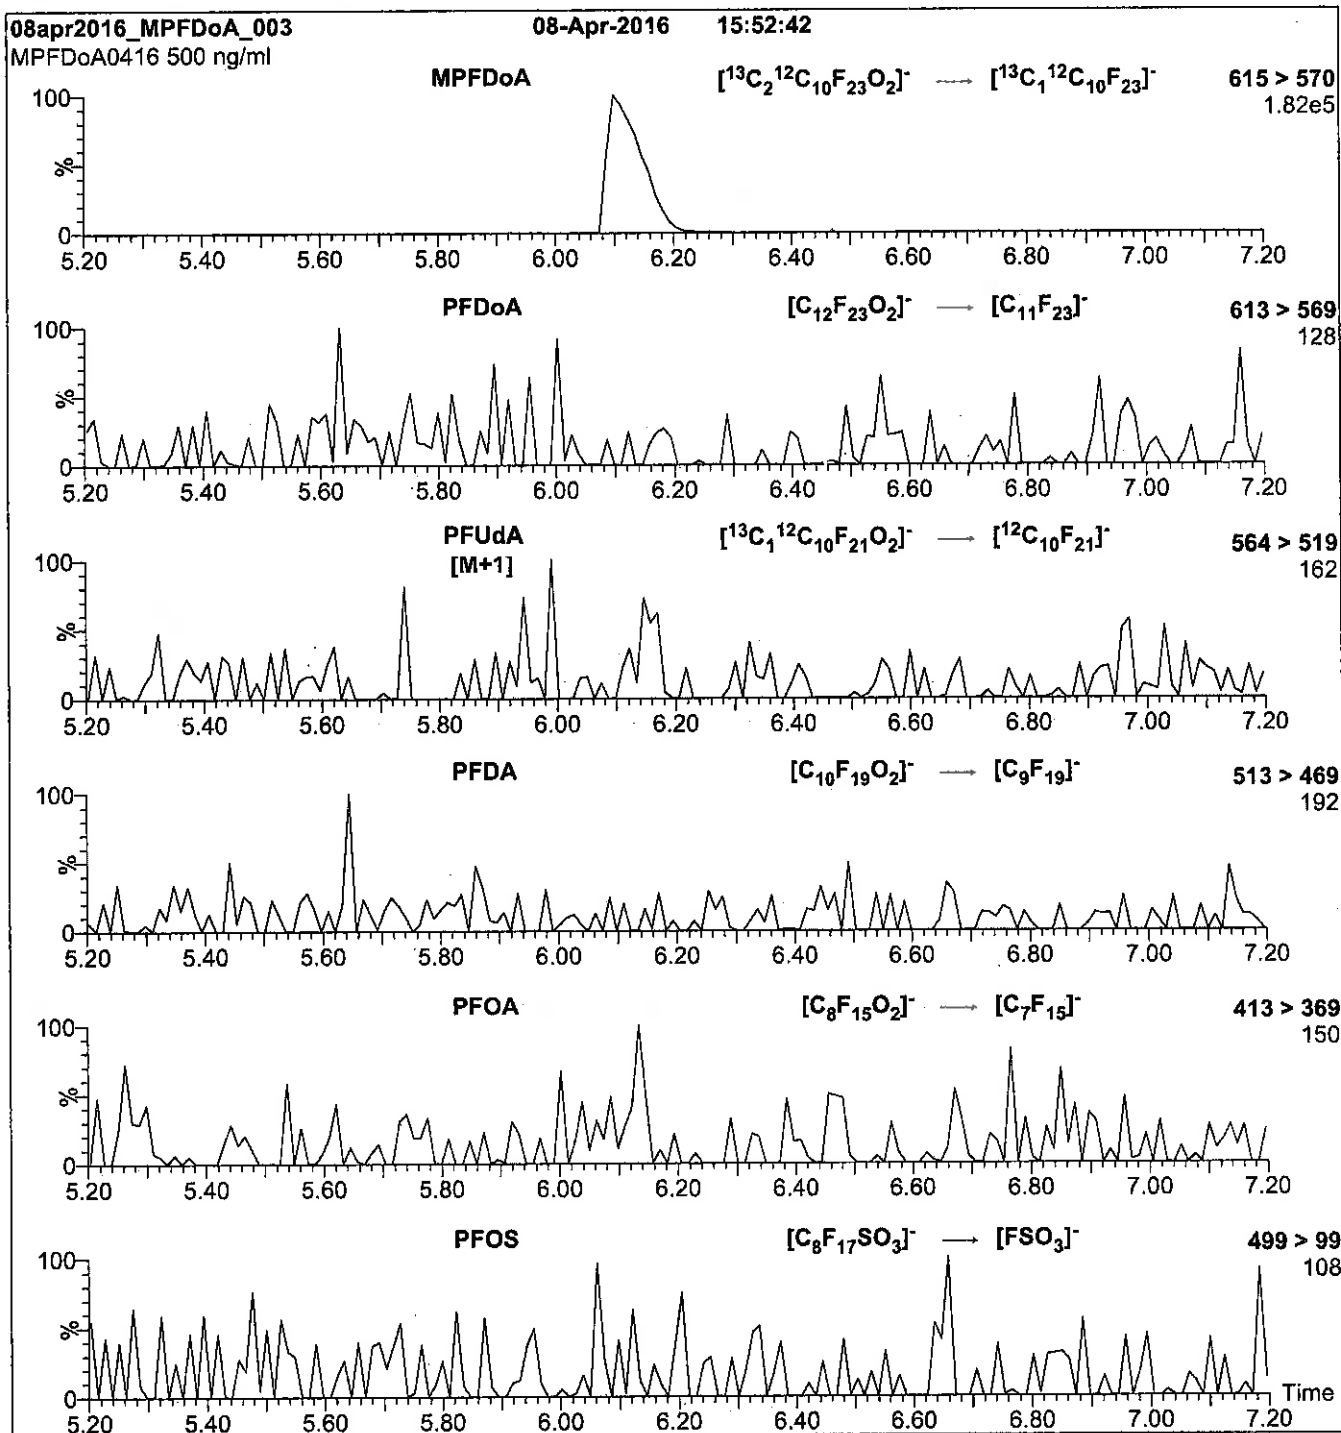 08apr2016_MPFDoA_003 08-Apr-2016 15:52:42
MPFDoA0416 500 ng/ml
MPFDoA [¹³C₂¹²C₁₀F₂₃O₂]⁻ → [¹³C₁¹²C₁₀F₂₃]⁻ 615 > 570
1.82e5
100
%
0
5.20 5.40 5.60 5.80 6.00 6.20 6.40 6.60 6.80 7.00 7.20
PFDoA [C₁₂F₂₃O₂]⁻ → [C₁₁F₂₃]⁻ 613 > 569
128
100
%
0
5.20 5.40 5.60 5.80 6.00 6.20 6.40 6.60 6.80 7.00 7.20
PFUdA [¹³C₁¹²C₁₀F₂₁O₂]⁻ → [¹²C₁₀F₂₁]⁻ 564 > 519
[M+1] 162
100
%
0
5.20 5.40 5.60 5.80 6.00 6.20 6.40 6.60 6.80 7.00 7.20
PFDA [C₁₀F₁₉O₂]⁻ → [C₉F₁₉]⁻ 513 > 469
192
100
%
0
5.20 5.40 5.60 5.80 6.00 6.20 6.40 6.60 6.80 7.00 7.20
PFOA [C₈F₁₅O₂]⁻ → [C₇F₁₅]⁻ 413 > 369
150
100
%
0
5.20 5.40 5.60 5.80 6.00 6.20 6.40 6.60 6.80 7.00 7.20
PFOS [C₈F₁₇SO₃]⁻ → [FSO₃]⁻ 499 > 99
108
100
%
0 Time
5.20 5.40 5.60 5.80 6.00 6.20 6.40 6.60 6.80 7.00 7.20